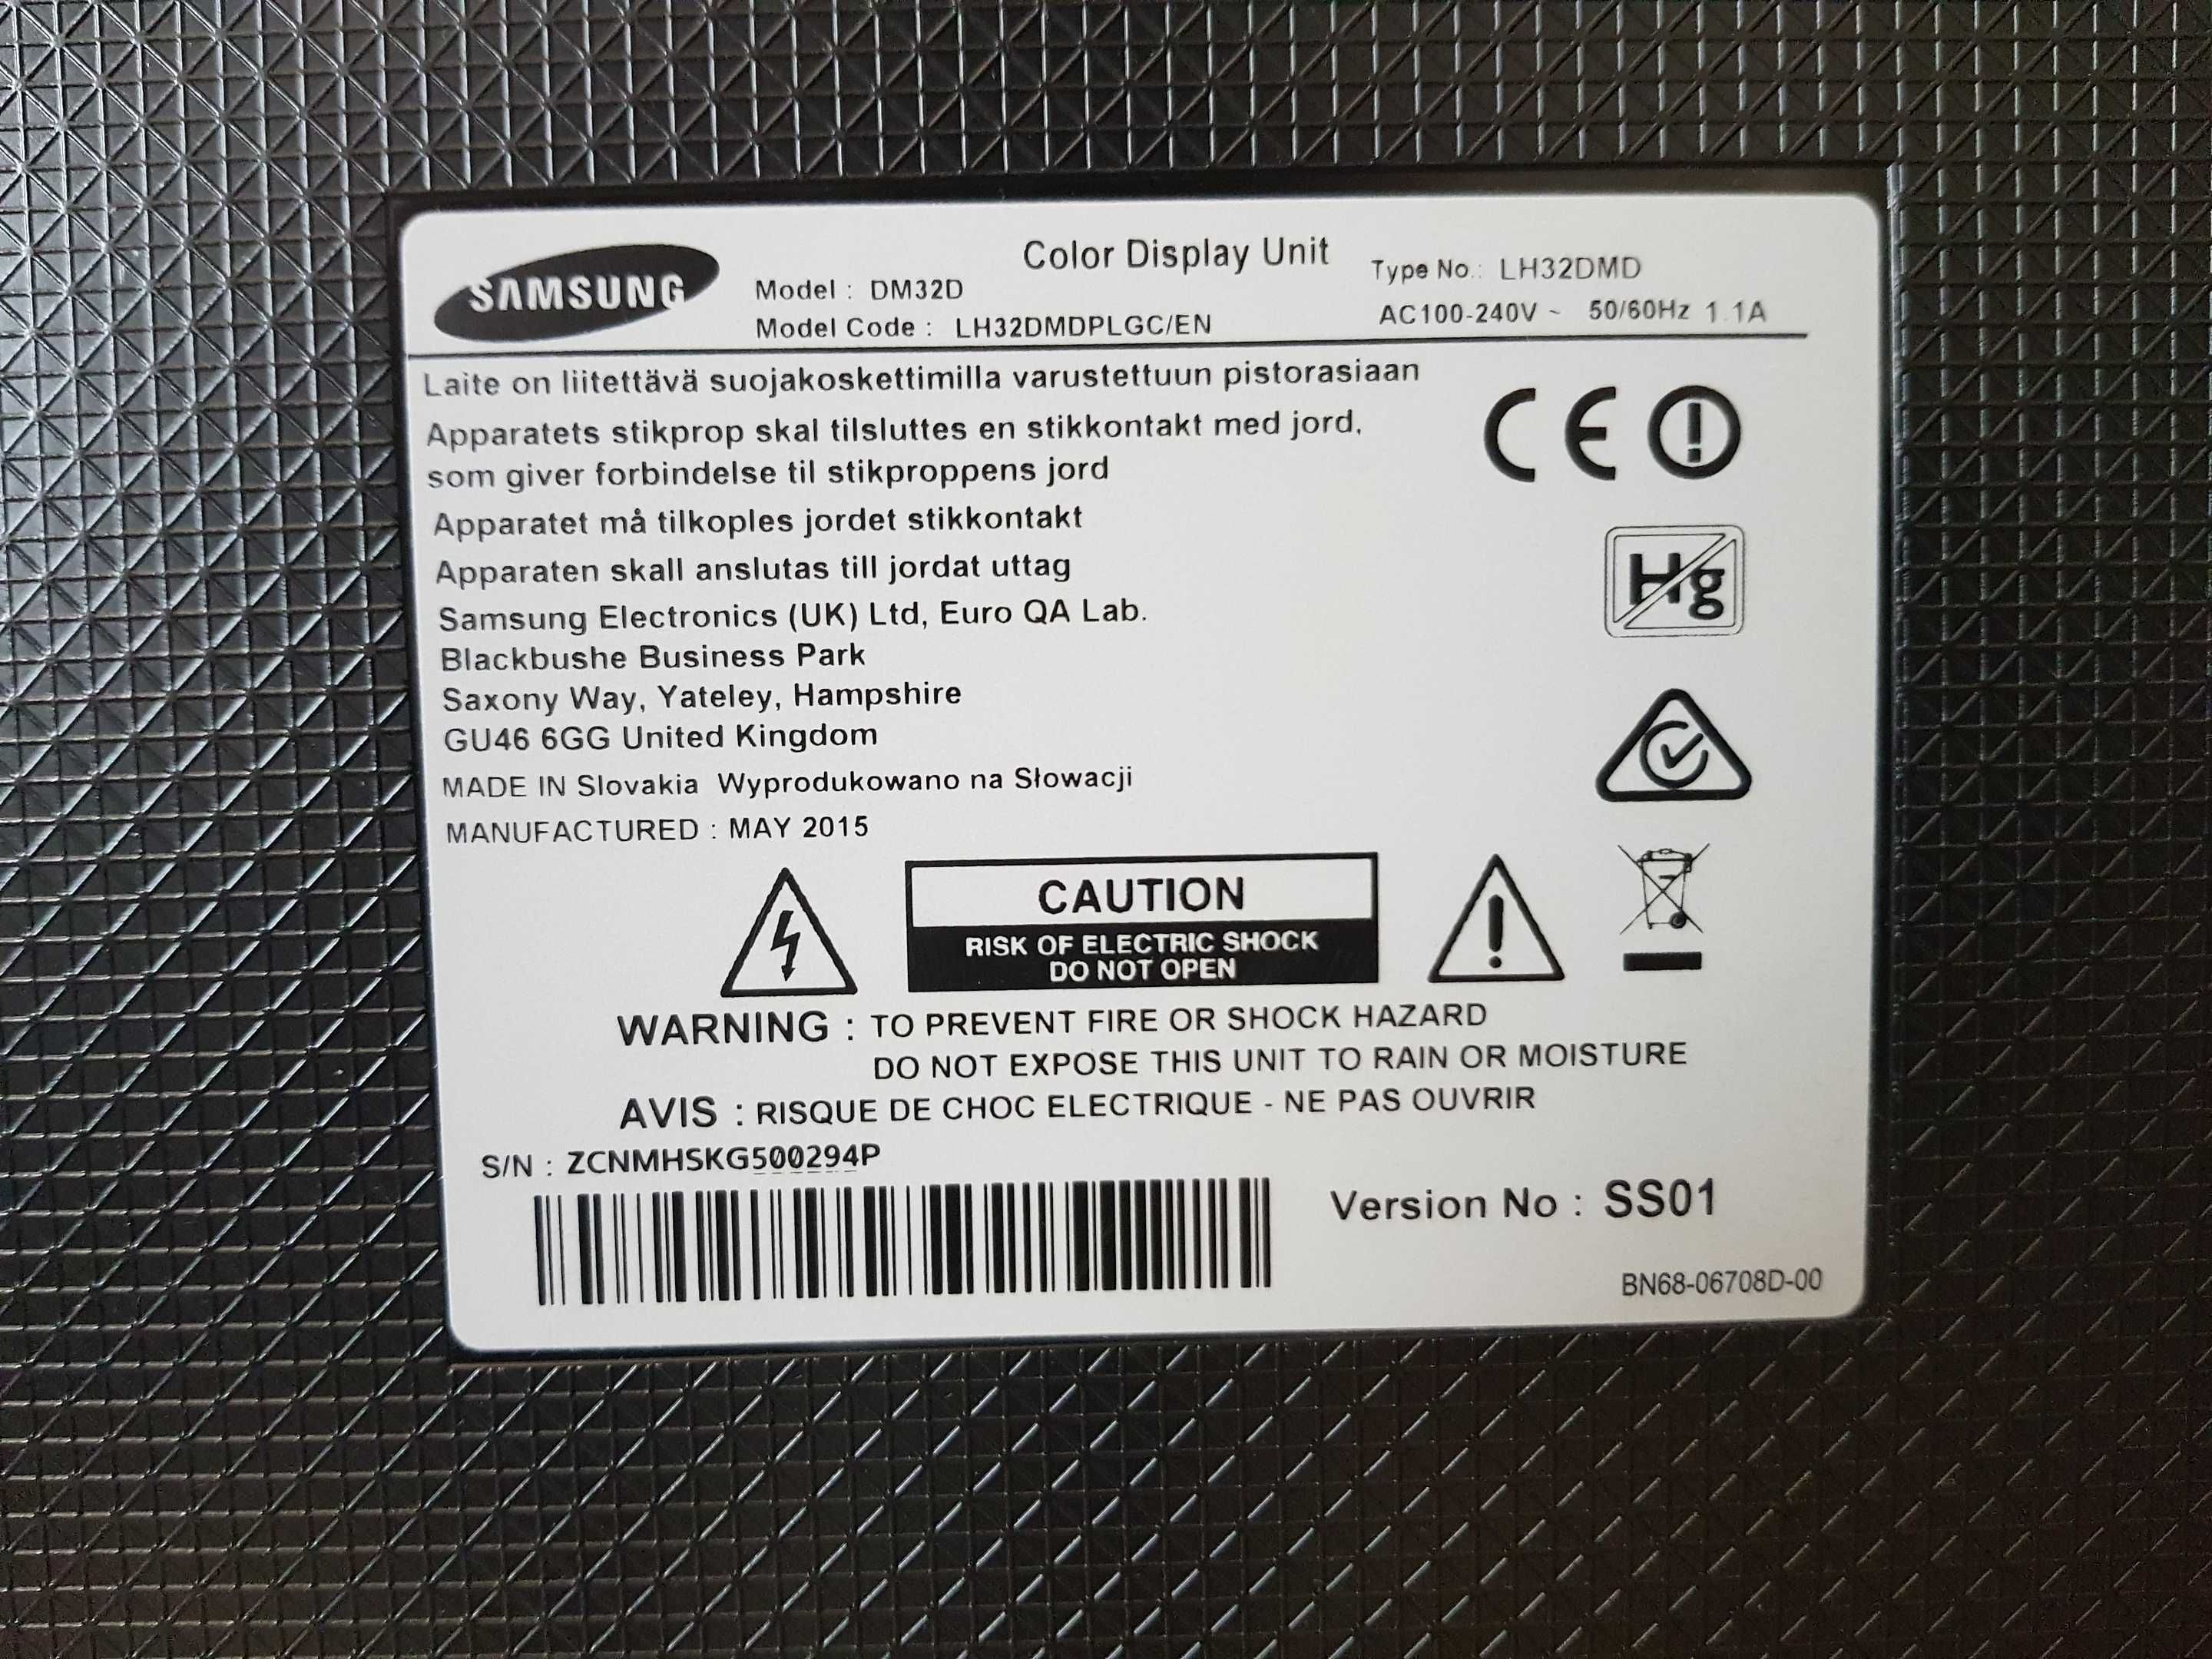 SAMSUNG
Color Display Unit
Model : DM32D
Type No.: LH32DMD
Model Code : LH32DMDPLGC/EN
AC100-240V ~ 50/60Hz 1.1A
Laite on liitettävä suojakoskettimilla varustettuun pistorasiaan
Apparatets stikprop skal tilsluttes en stikkontakt med jord,
som giver forbindelse til stikproppens jord
Apparatet må tilkoples jordet stikkontakt
Apparaten skall anslutas till jordat uttag
Samsung Electronics (UK) Ltd, Euro QA Lab.
Blackbushe Business Park
Saxony Way, Yateley, Hampshire
GU46 6GG United Kingdom
MADE IN Slovakia Wyprodukowano na Słowacji
MANUFACTURED : MAY 2015
CE
Hg
CAUTION
RISK OF ELECTRIC SHOCK
DO NOT OPEN
WARNING : TO PREVENT FIRE OR SHOCK HAZARD
DO NOT EXPOSE THIS UNIT TO RAIN OR MOISTURE
AVIS : RISQUE DE CHOC ELECTRIQUE - NE PAS OUVRIR
S/N : ZCNMHSKG500294P
Version No : SS01
BN68-06708D-00